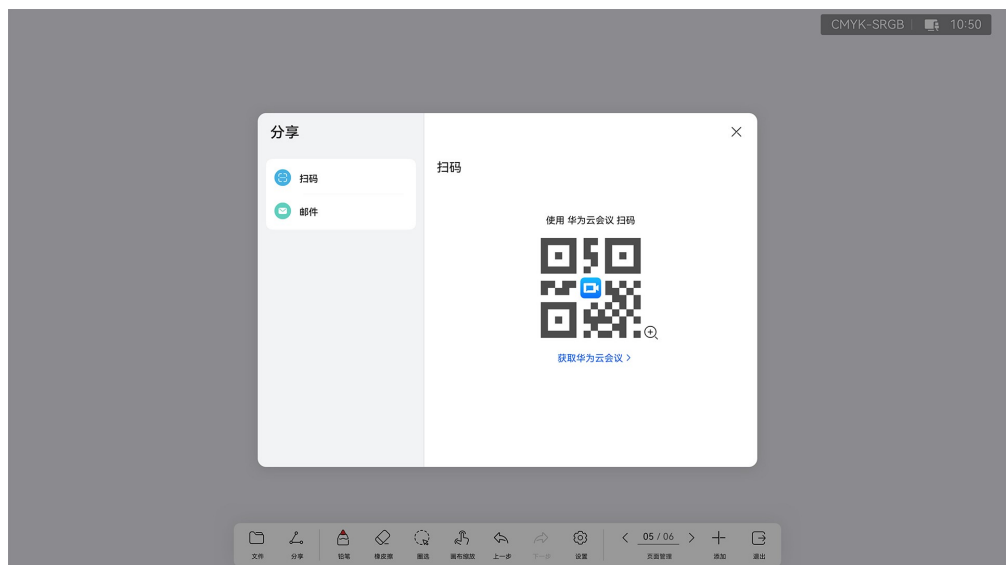 CMYK-SRGB 10:50
分享
扫码
邮件
扫码
使用 华为云会议 扫码
获取华为云会议 >
文件 分享 铅笔 橡皮擦 圈选 画布缩放 上一步 下一步 设置 < 05 / 06 > 页面管理 添加 退出